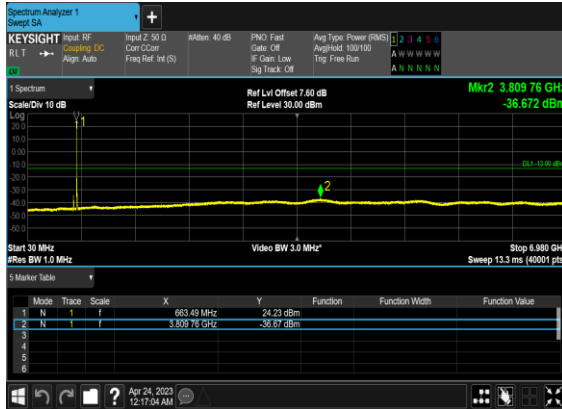 Spectrum Analyzer 1
Swept SA
+
KEYSIGHT Input: RF Input Z: 50 Ω #Atten: 40 dB PNO: Fast Avg Type: Power (RMS) 1 2 3 4 5 6
RLT Coupling: DC Corr CCorr Gate: Off Avg|Hold: 100/100 A W W W W W
Align: Auto Freq Ref: Int (S) IF Gain: Low Trig: Free Run
LU Sig Track: Off A N N N N N
1 Spectrum Ref Lvl Offset 7.60 dB Mkr2 3.809 76 GHz
Scale/Div 10 dB Ref Level 30.00 dBm -36.672 dBm
Log
1
20.0
10.0
0.00
-10.0 DL1 -13.00 dBm
-20.0
2
-30.0
-40.0
-50.0
-60.0
Start 30 MHz Video BW 3.0 MHz* Stop 6.980 GHz
#Res BW 1.0 MHz Sweep 13.3 ms (40001 pts)
5 Marker Table
Mode Trace Scale X Y Function Function Width Function Value
1 N 1 f 663.49 MHz 24.23 dBm
2 N 1 f 3.809 76 GHz -36.67 dBm
3
4
5
6
? Apr 24, 2023
12:17:04 AM